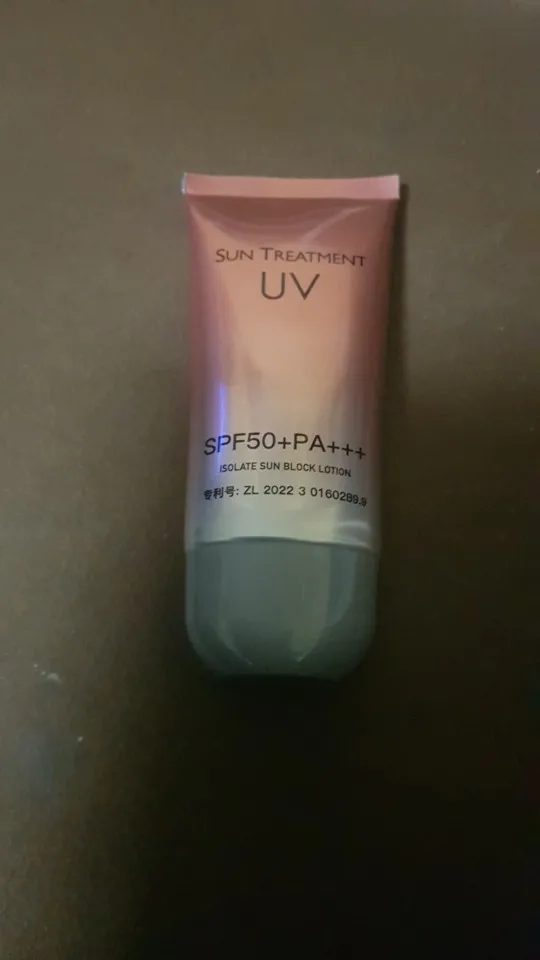 SUN TREATMENT
UV
SPF50+PA+++
ISOLATE SUN BLOCK LOTION
专利号: ZL 2022 3 0160289.9